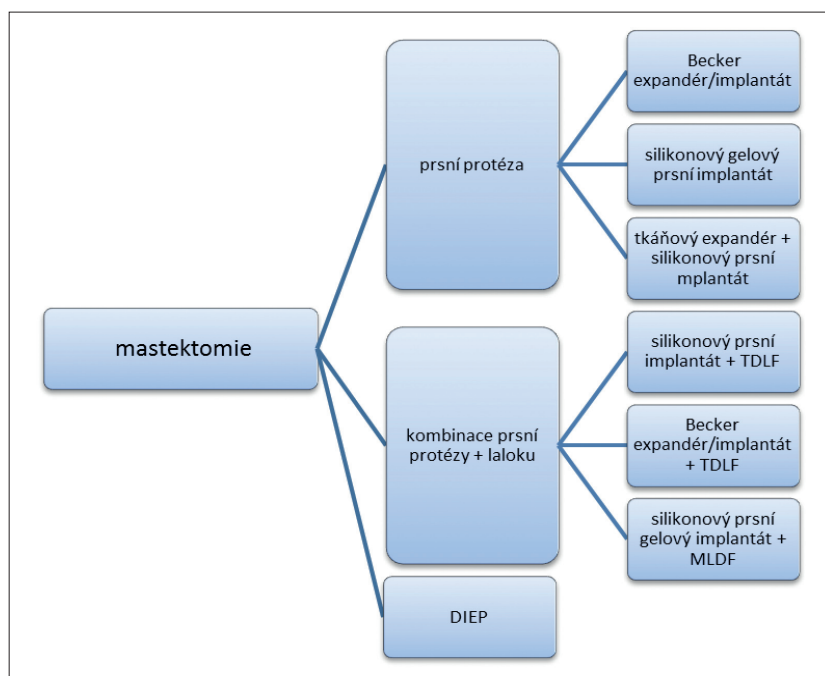 mastektomie
prsní protéza
Becker
expandér/implantát
silikonový gelový
prsní implantát
tkáňový expandér +
silikonový prsní
mplantát
kombinace prsní
protézy + laloku
silikonový prsní
implantát + TDLF
Becker
expandér/implantát
+ TDLF
silikonový prsní
gelový implantát +
MLDF
DIEP